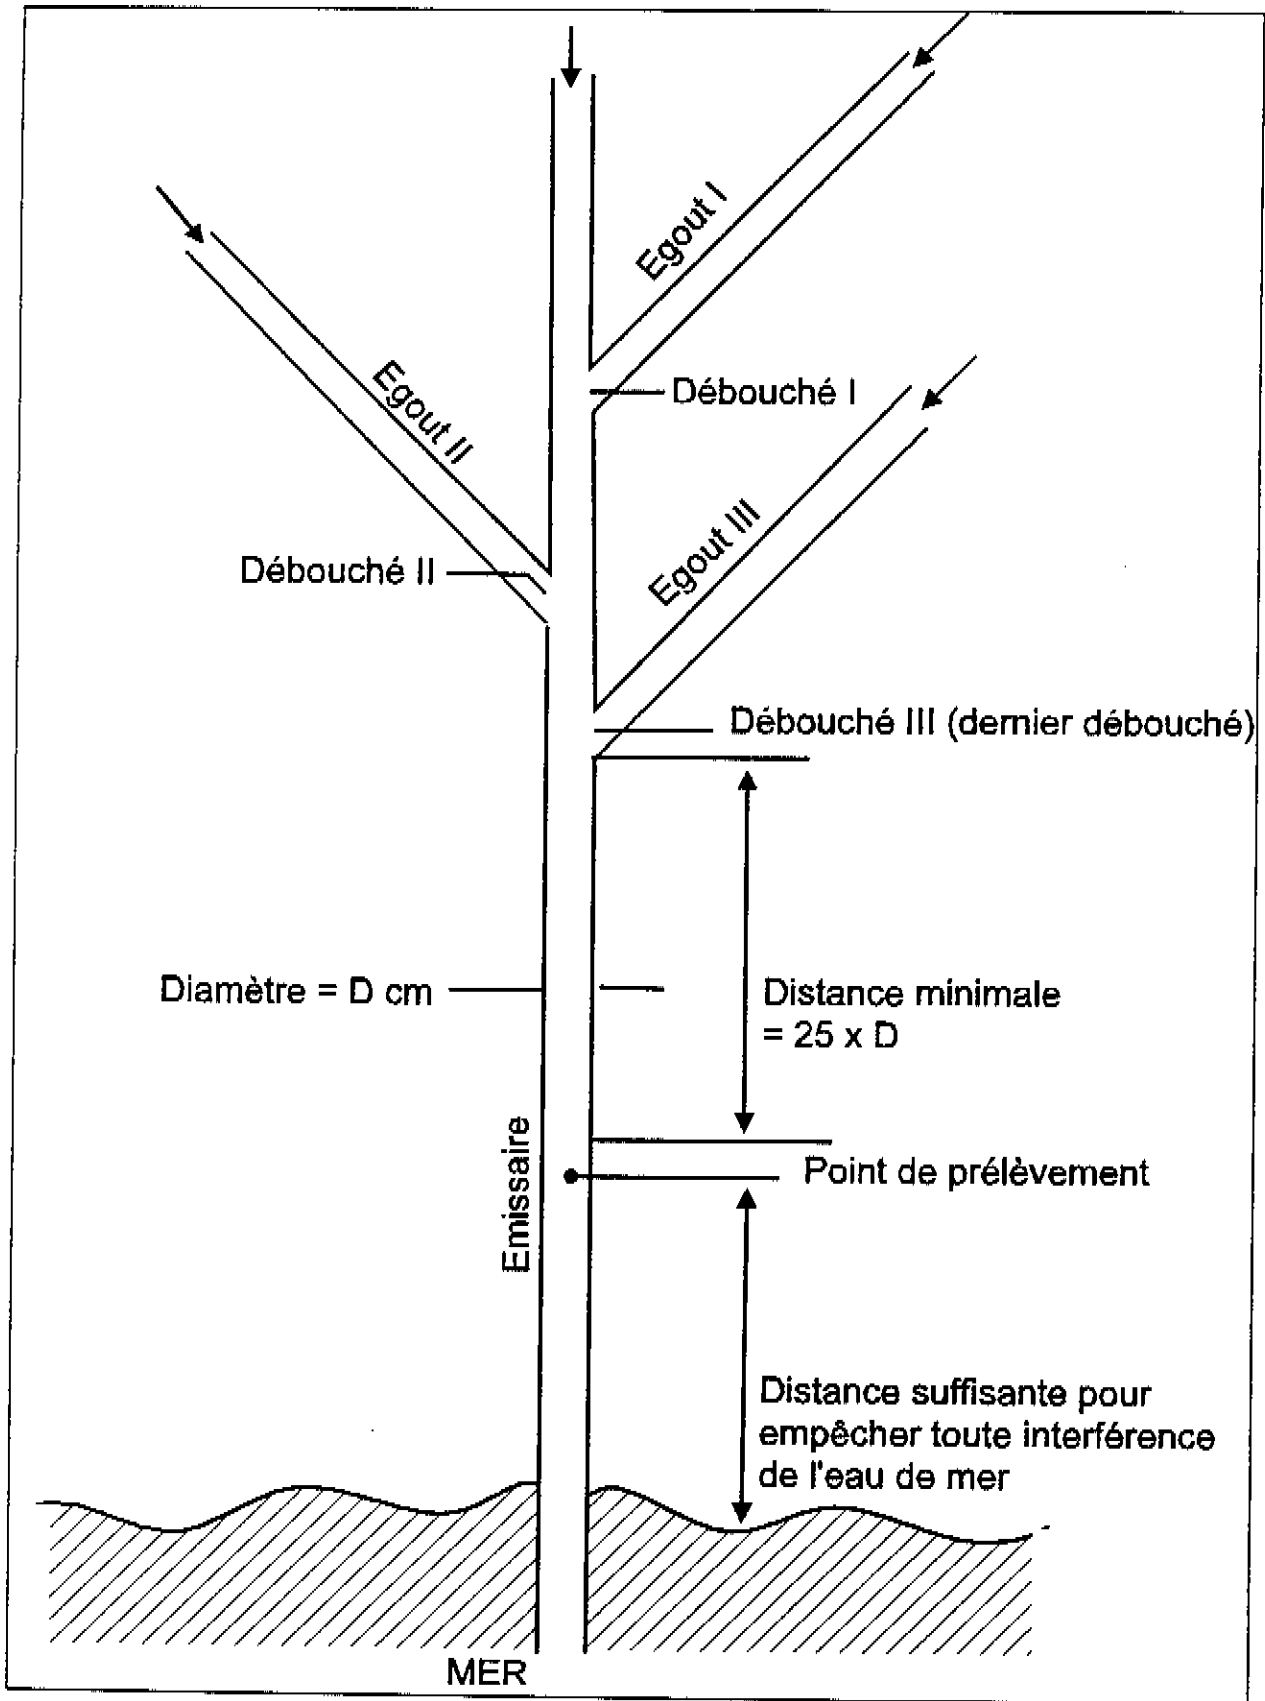 Egout I
Débouché I
Egout II
Egout III
Débouché II
Débouché III (dernier débouché)
Diamètre = D cm
Distance minimale
= 25 x D
Emissaire
Point de prélèvement
Distance suffisante pour
empêcher toute interférence
de l'eau de mer
MER